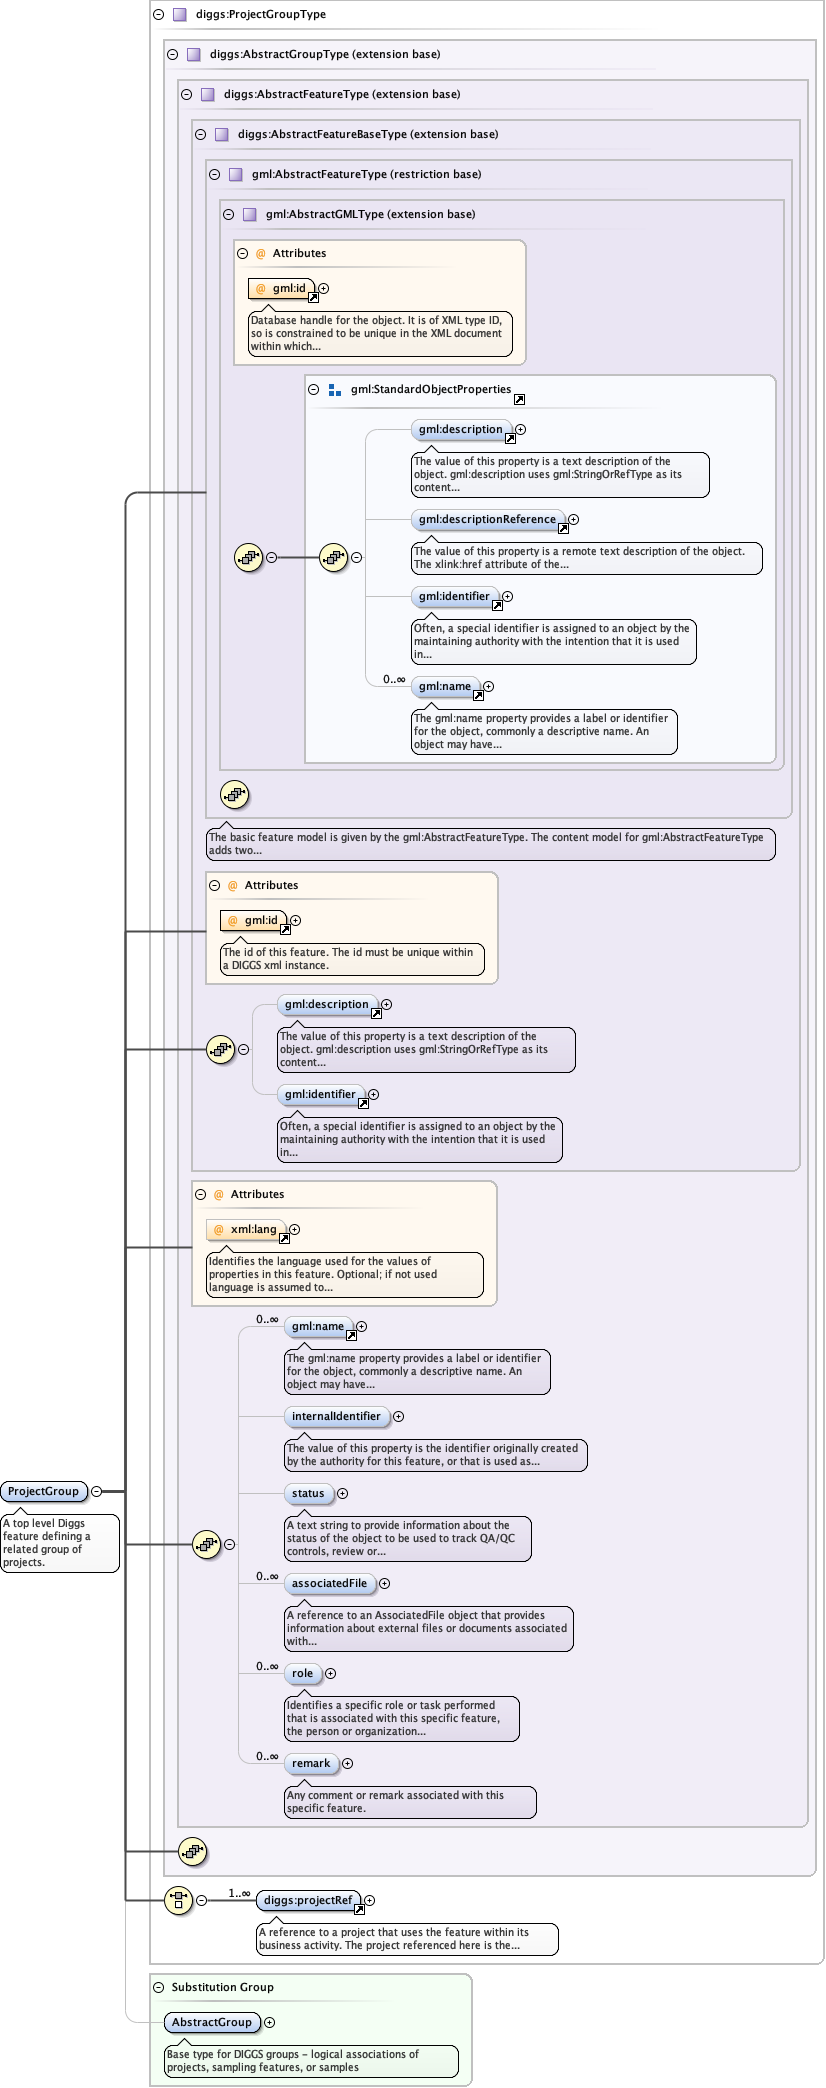 diggs:ProjectGroupType
diggs:AbstractGroupType (extension base)
diggs:AbstractFeatureType (extension base)
diggs:AbstractFeatureBaseType (extension base)
gml:AbstractFeatureType (restriction base)
gml:AbstractGMLType (extension base)
@ Attributes
@ gml:id
Database handle for the object. It is of XML type ID,
so is constrained to be unique in the XML document
within which...
gml:StandardObjectProperties
gml:description
The value of this property is a text description of the
object. gml:description uses gml:StringOrRefType as its
content...
gml:descriptionReference
The value of this property is a remote text description of the object.
The xlink:href attribute of the...
gml:identifier
Often, a special identifier is assigned to an object by the
maintaining authority with the intention that it is used
in...
0..∞
gml:name
The gml:name property provides a label or identifier
for the object, commonly a descriptive name. An
object may have...
The basic feature model is given by the gml:AbstractFeatureType. The content model for gml:AbstractFeatureType
adds two...
@ Attributes
@ gml:id
The id of this feature. The id must be unique within
a DIGGS xml instance.
gml:description
The value of this property is a text description of the
object. gml:description uses gml:StringOrRefType as its
content...
gml:identifier
Often, a special identifier is assigned to an object by the
maintaining authority with the intention that it is used
in...
@ Attributes
@ xml:lang
Identifies the language used for the values of
properties in this feature. Optional; if not used
language is assumed to...
0..∞
gml:name
The gml:name property provides a label or identifier
for the object, commonly a descriptive name. An
object may have...
internalIdentifier
The value of this property is the identifier originally created
by the authority for this feature, or that is used as...
status
A text string to provide information about the
status of the object to be used to track QA/QC
controls, review or...
0..∞
associatedFile
A reference to an AssociatedFile object that provides
information about external files or documents associated
with...
0..∞
role
Identifies a specific role or task performed
that is associated with this specific feature,
the person or organization...
0..∞
remark
Any comment or remark associated with this
specific feature.
ProjectGroup
A top level Diggs
feature defining a
related group of
projects.
1..∞
diggs:projectRef
A reference to a project that uses the feature within its
business activity. The project referenced here is the...
Substitution Group
AbstractGroup
Base type for DIGGS groups - logical associations of
projects, sampling features, or samples